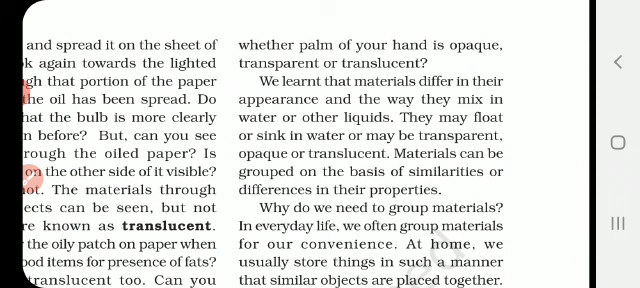 and spread it on the sheet of
again towards the lighted
that portion of the paper
the oil has been spread. Do
the bulb is more clearly
before? But, can you see
the oiled paper? Is
on the other side of it visible?
The materials through
can be seen, but not
known as translucent.
the oily patch on paper when
items for presence of fats?
translucent too. Can you
whether palm of your hand is opaque,
transparent or translucent?
We learnt that materials differ in their
appearance and the way they mix in
water or other liquids. They may float
or sink in water or may be transparent,
opaque or translucent. Materials can be
grouped on the basis of similarities or
differences in their properties.
Why do we need to group materials?
In everyday life, we often group materials
for our convenience. At home, we
usually store things in such a manner
that similar objects are placed together.